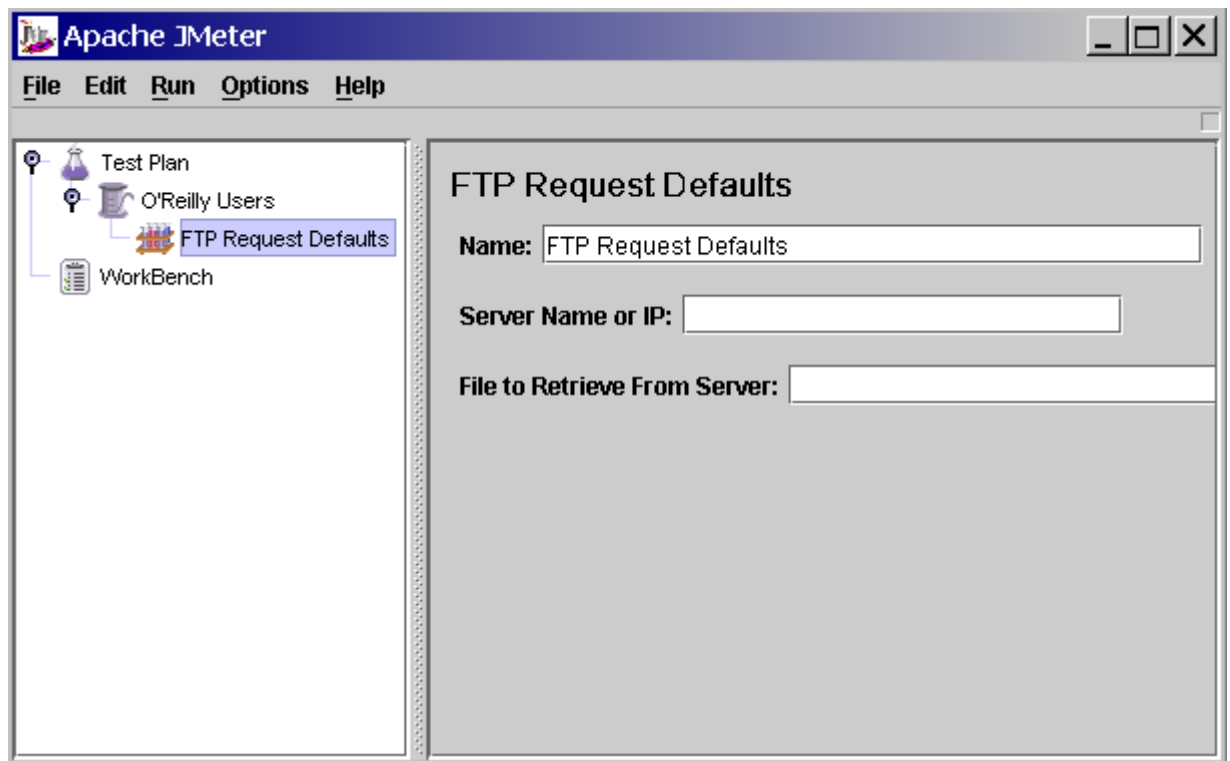 Apache JMeter
File Edit Run Options Help
Test Plan
O'Reilly Users
FTP Request Defaults
WorkBench
FTP Request Defaults
Name: FTP Request Defaults
Server Name or IP:
File to Retrieve From Server: